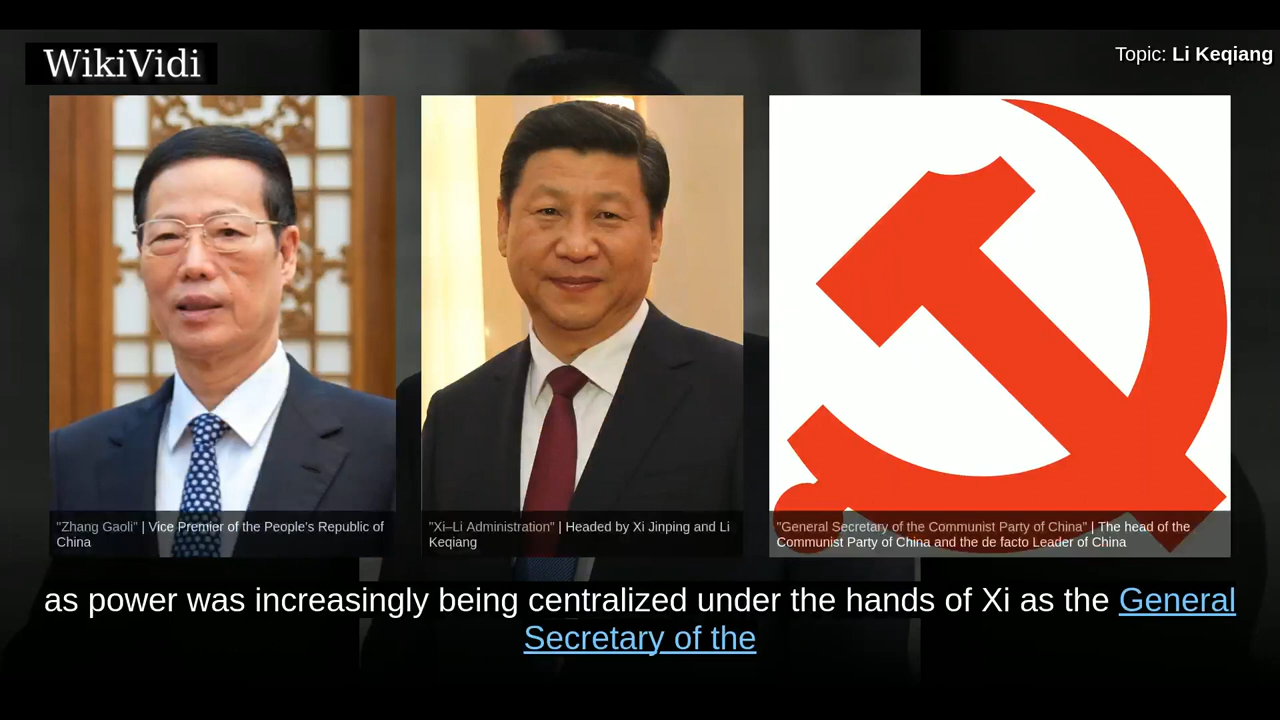 WikiVidi
Topic: Li Keqiang
"Zhang Gaoli" | Vice Premier of the People's Republic of
China
"Xi–Li Administration" | Headed by Xi Jinping and Li
Keqiang
"General Secretary of the Communist Party of China" | The head of the
Communist Party of China and the de facto Leader of China
as power was increasingly being centralized under the hands of Xi as the General
Secretary of the